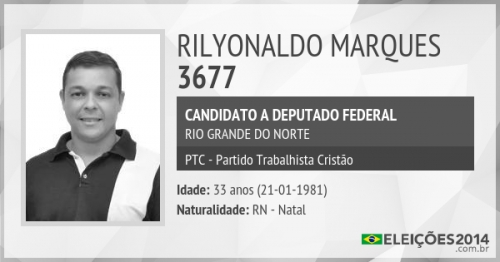 RILYONALDO MARQUES
3677
CANDIDATO A DEPUTADO FEDERAL
RIO GRANDE DO NORTE
PTC - Partido Trabalhista Cristão
Idade: 33 anos (21-01-1981)
Naturalidade: RN - Natal
ELEIÇÕES2014
.com.br